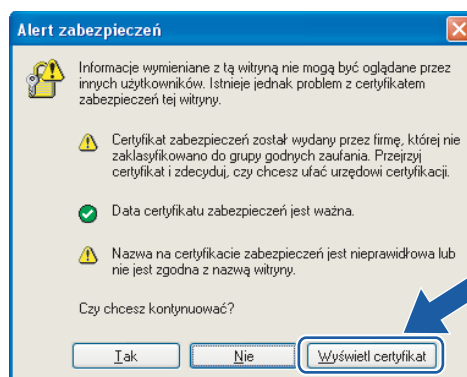 Alert zabezpieczeń
Informacje wymieniane z tą witryną nie mogą być oglądane przez
innych użytkowników. Istnieje jednak problem z certyfikatem
zabezpieczeń tej witryny.
Certyfikat zabezpieczeń został wydany przez firmę, której nie
zaklasyfikowano do grupy godnych zaufania. Przejrzyj
certyfikat i zdecyduj, czy chcesz ufać urzędowi certyfikacji.
Data certyfikatu zabezpieczeń jest ważna.
Nazwa na certyfikacie zabezpieczeń jest nieprawidłowa lub
nie jest zgodna z nazwą witryny.
Czy chcesz kontynuować?
Tak Nie Wyświetl certyfikat